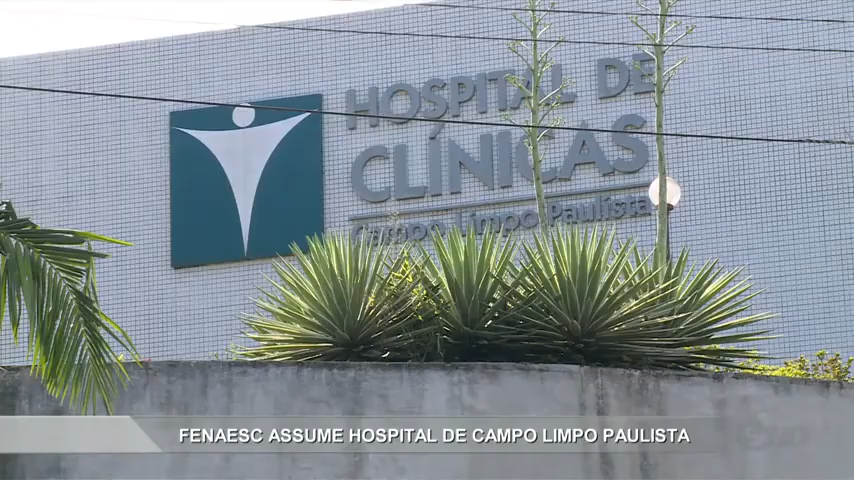 HOSPITAL DE
CLÍNICAS
Campo Limpo Paulista
FENAESC ASSUME HOSPITAL DE CAMPO LIMPO PAULISTA